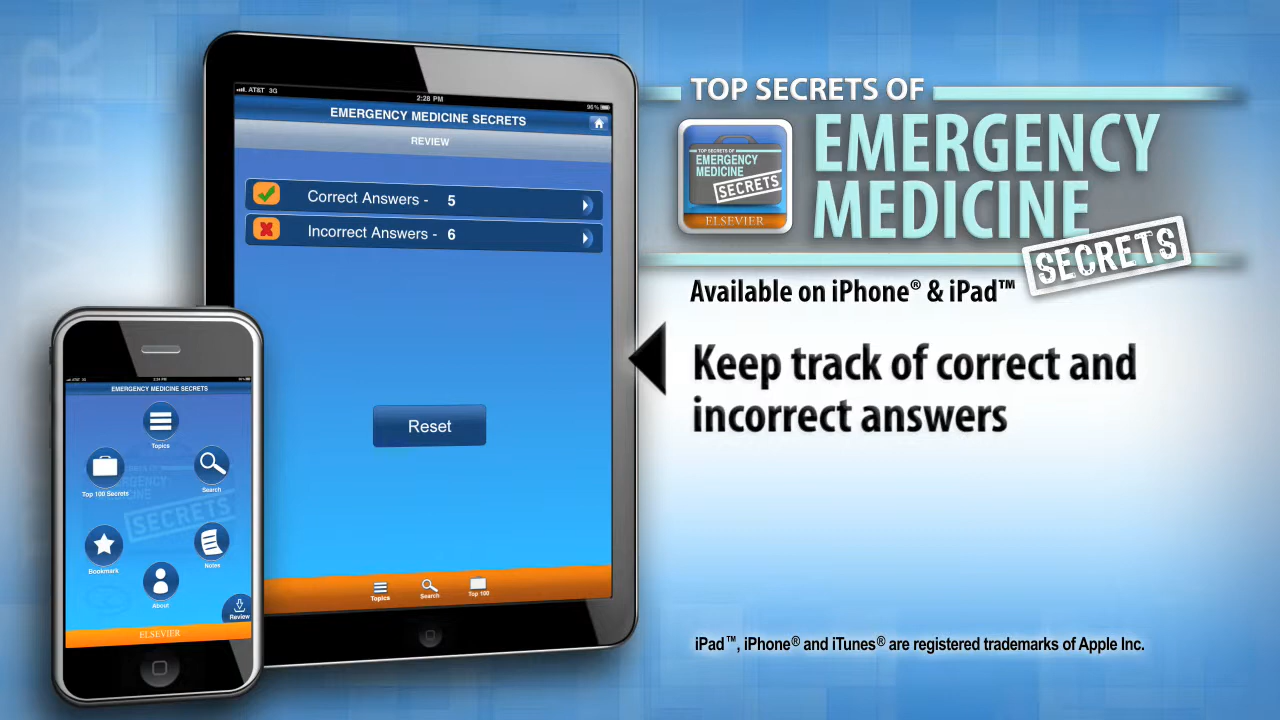 AT&T 3G
2:28 PM
96%
EMERGENCY MEDICINE SECRETS
REVIEW
Correct Answers - 5
Incorrect Answers - 6
Reset
Topics
Search
Top 100
EMERGENCY MEDICINE SECRETS
Topics
Top 100 Secrets
Search
SECRETS
Bookmark
Notes
About
Review
ELSEVIER
TOP SECRETS OF
EMERGENCY
MEDICINE
SECRETS
TOP SECRETS OF
EMERGENCY
MEDICINE
SECRETS
ELSEVIER
Available on iPhone® & iPad™
Keep track of correct and
incorrect answers
iPad™, iPhone® and iTunes® are registered trademarks of Apple Inc.